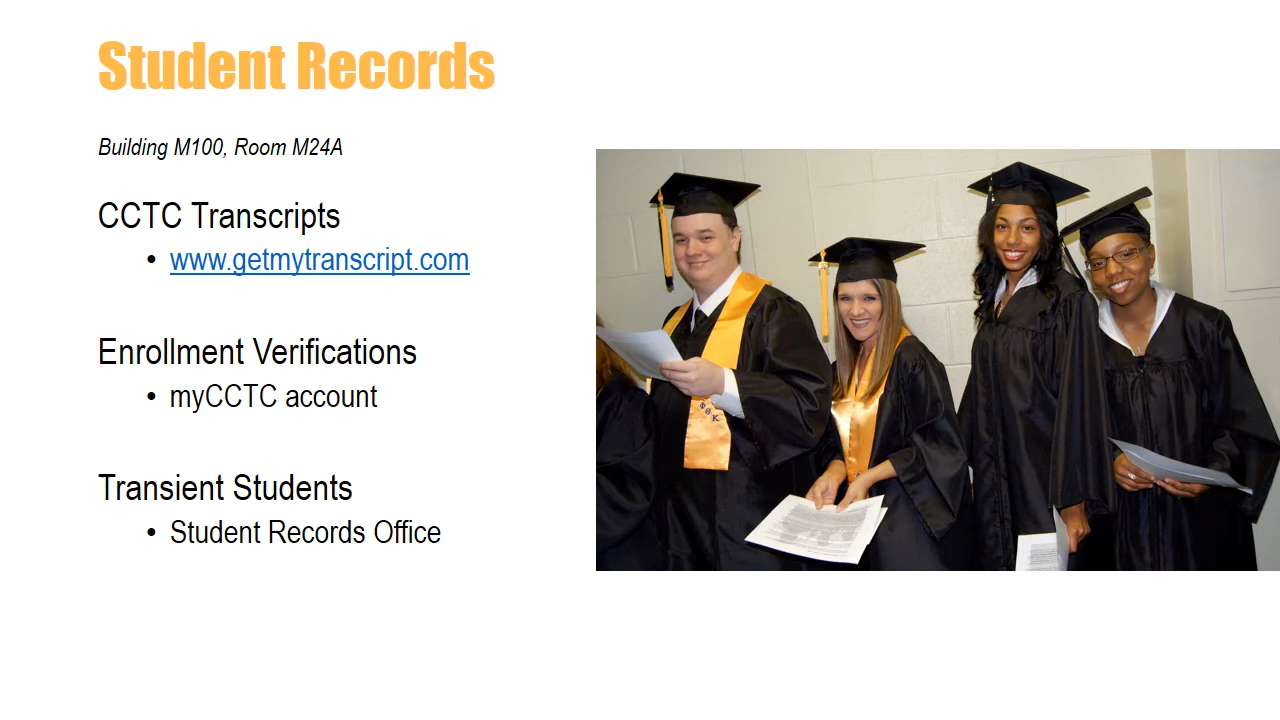 Student Records
Building M100, Room M24A
CCTC Transcripts
• www.getmytranscript.com
Enrollment Verifications
• myCCTC account
Transient Students
• Student Records Office
ΦΘΚ